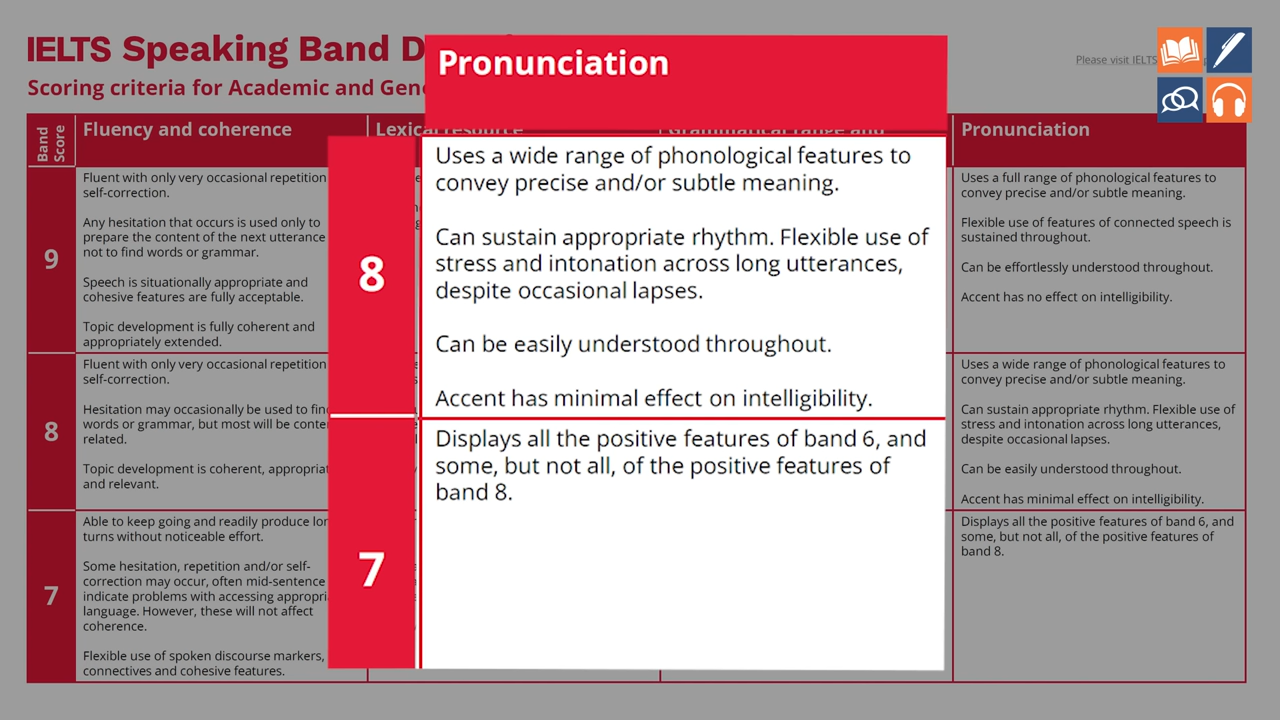 IELTS Speaking Band
Scoring criteria for Academic and
Please visit IELTS
Pronunciation
8
Uses a wide range of phonological features to
convey precise and/or subtle meaning.
Can sustain appropriate rhythm. Flexible use of
stress and intonation across long utterances,
despite occasional lapses.
Can be easily understood throughout.
Accent has minimal effect on intelligibility.
7
Displays all the positive features of band 6, and
some, but not all, of the positive features of
band 8.
Band
Score
Fluency and coherence
Lexical resource
Grammatical range and
Pronunciation
9
Fluent with only very occasional repetition
self-correction.
Any hesitation that occurs is used only to
prepare the content of the next utterance
not to find words or grammar.
Speech is situationally appropriate and
cohesive features are fully acceptable.
Topic development is fully coherent and
appropriately extended.
Uses a full range of phonological features to
convey precise and/or subtle meaning.
Flexible use of features of connected speech is
sustained throughout.
Can be effortlessly understood throughout.
Accent has no effect on intelligibility.
8
Fluent with only very occasional repetition
self-correction.
Hesitation may occasionally be used to
words or grammar, but most will be
related.
Topic development is coherent,
and relevant.
Uses a wide range of phonological features to
convey precise and/or subtle meaning.
Can sustain appropriate rhythm. Flexible use of
stress and intonation across long utterances,
despite occasional lapses.
Can be easily understood throughout.
Accent has minimal effect on intelligibility.
7
Able to keep going and readily produce
turns without noticeable effort.
Some hesitation, repetition and/or self-
correction may occur, often mid-sentence
indicate problems with accessing
language. However, these will not affect
coherence.
Flexible use of spoken discourse markers,
connectives and cohesive features.
Displays all the positive features of band 6, and
some, but not all, of the positive features of
band 8.